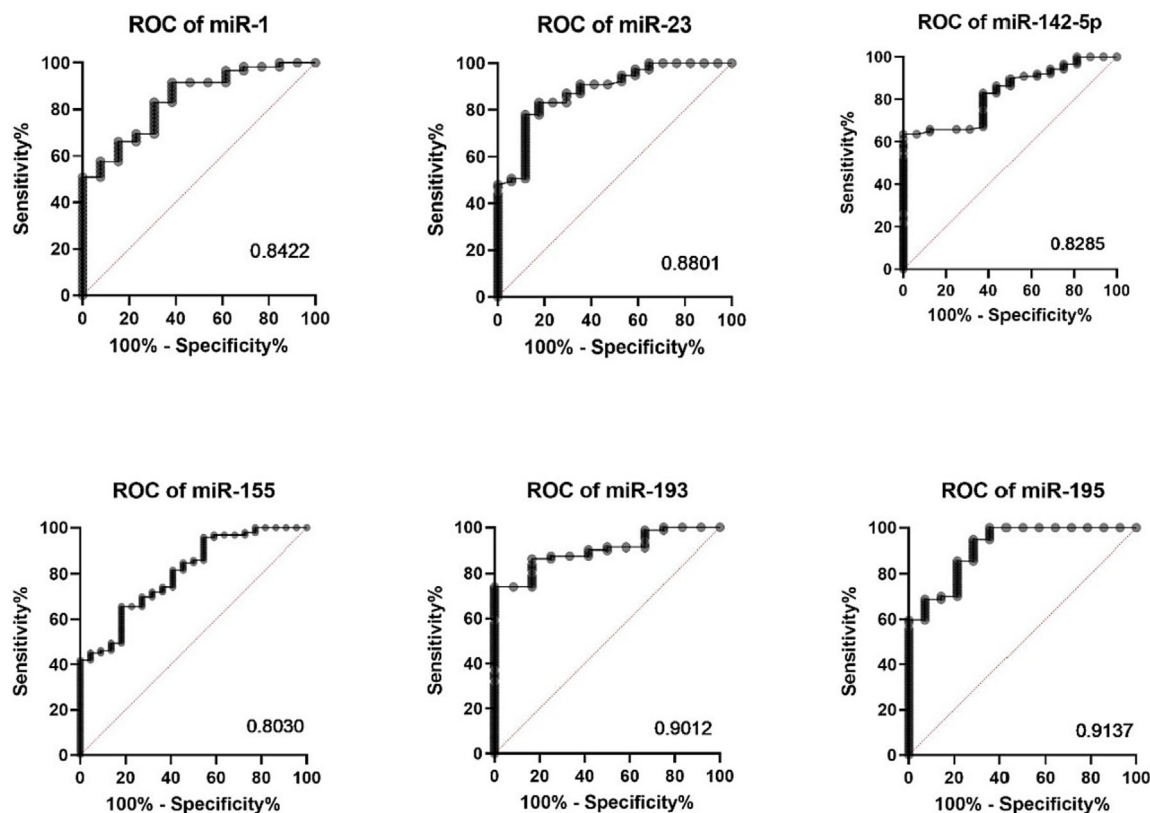 ROC of miR-1
100
80
60
40
20
0
Sensitivity%
0.8422
0 20 40 60 80 100
100% - Specificity%
ROC of miR-23
100
80
60
40
20
0
Sensitivity%
0.8801
0 20 40 60 80 100
100% - Specificity%
ROC of miR-142-5p
100
80
60
40
20
0
Sensitivity%
0.8285
0 20 40 60 80 100
100% - Specificity%
ROC of miR-155
100
80
60
40
20
0
Sensitivity%
0.8030
0 20 40 60 80 100
100% - Specificity%
ROC of miR-193
100
80
60
40
20
0
Sensitivity%
0.9012
0 20 40 60 80 100
100% - Specificity%
ROC of miR-195
100
80
60
40
20
0
Sensitivity%
0.9137
0 20 40 60 80 100
100% - Specificity%